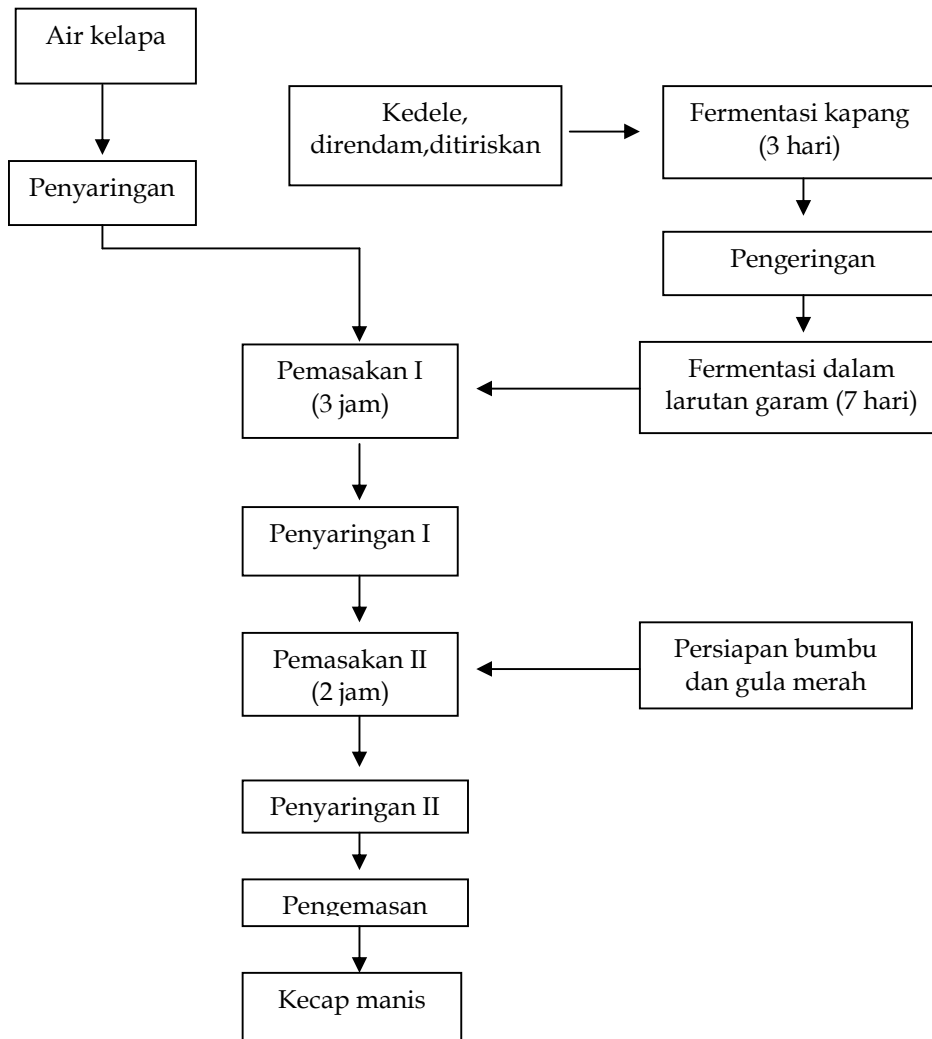 Air kelapa
Kedele,
direndam,ditiriskan
Fermentasi kapang
(3 hari)
Penyaringan
Pengeringan
Pemasakan I
(3 jam)
Fermentasi dalam
larutan garam (7 hari)
Penyaringan I
Pemasakan II
(2 jam)
Persiapan bumbu
dan gula merah
Penyaringan II
Pengemasan
Kecap manis